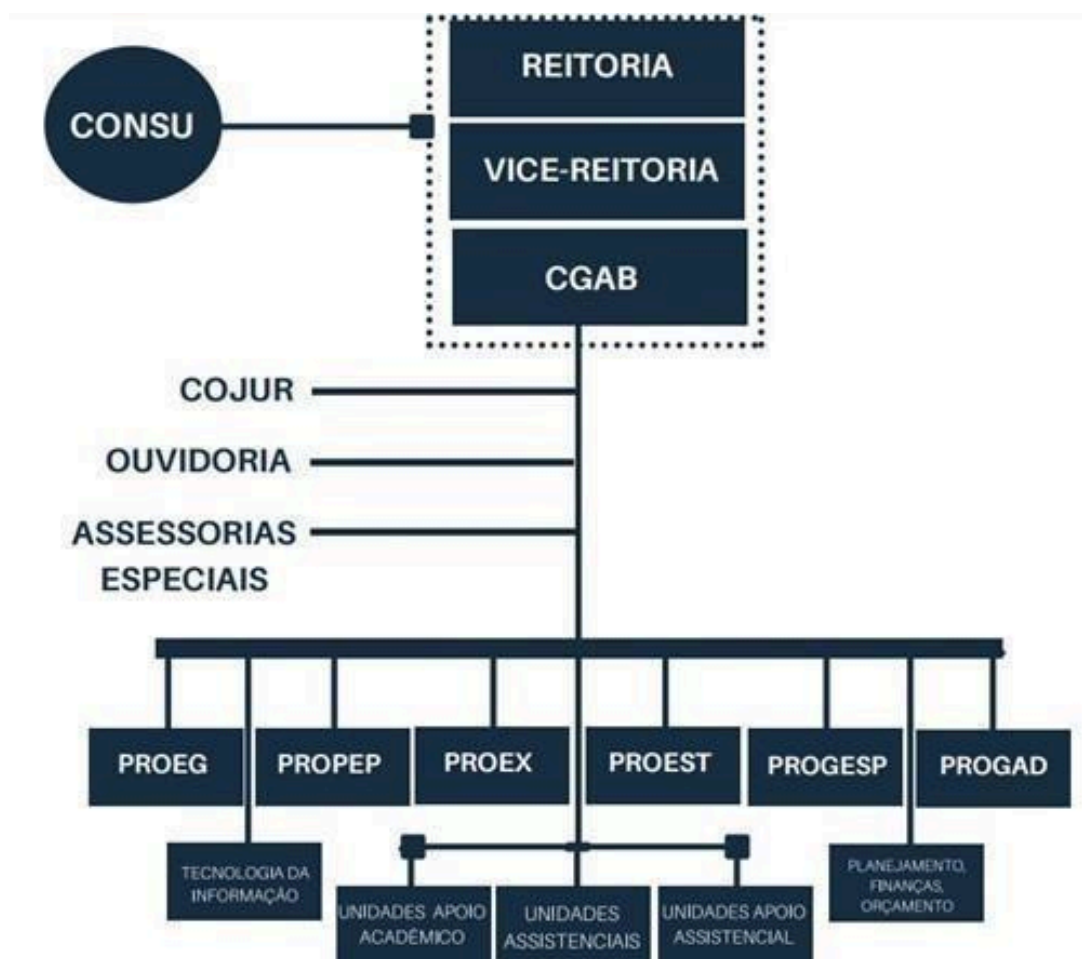 REITORIA
CONSU
VICE-REITORIA
CGAB
COJUR
OUVIDORIA
ASSESSORIAS
ESPECIAIS
PROEG
PROPEP
PROEX
PROEST
PROGESP
PROGAD
TECNOLOGIA DA
INFORMAÇÃO
UNIDADES APOIO
ACADÊMICO
UNIDADES
ASSISTENCIAIS
UNIDADES APOIO
ASSISTENCIAL
PLANEJAMENTO,
FINANÇAS,
ORÇAMENTO